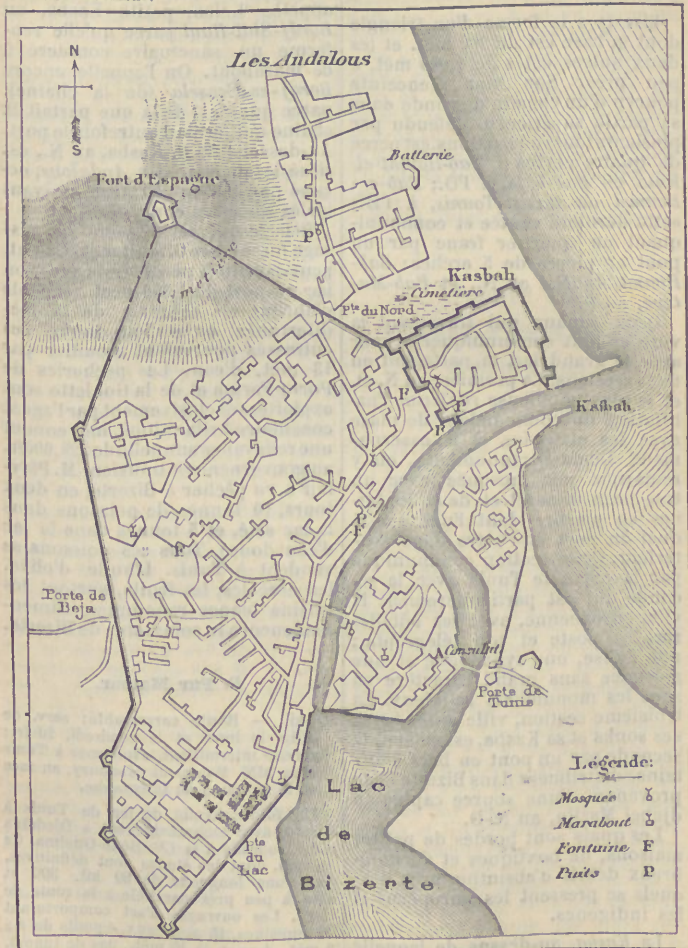 N
S
Les Andalous
Batterie
Fort d'Espagne
P
Cimetière
Kasbah
Cimetière
Pte du Nord
F
P
F
Kasbah
P
F
F
Porte de
Beja
Consulat
Porte de
Tunis
Légende:
Mosquée
Marabout
Fontaine F
Puits P
Lac
de
Bizerte
Pte
du
Lac